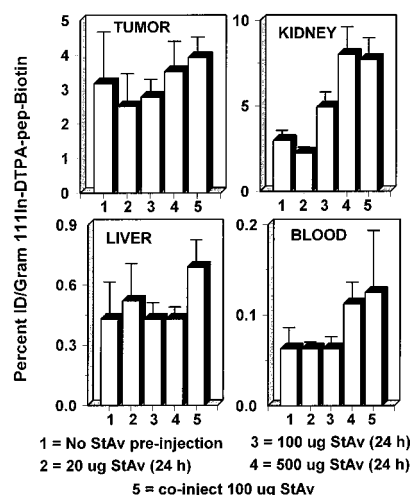 Percent ID/Gram 111In-DTPA-pep-Biotin
TUMOR
5
4
3
2
1
0
1 2 3 4 5
KIDNEY
10
5
0
1 2 3 4 5
LIVER
0.9
0.6
0.3
0.0
1 2 3 4 5
BLOOD
0.2
0.1
0.0
1 2 3 4 5
1 = No StAv pre-injection
3 = 100 ug StAv (24 h)
2 = 20 ug StAv (24 h)
4 = 500 ug StAv (24 h)
5 = co-inject 100 ug StAv